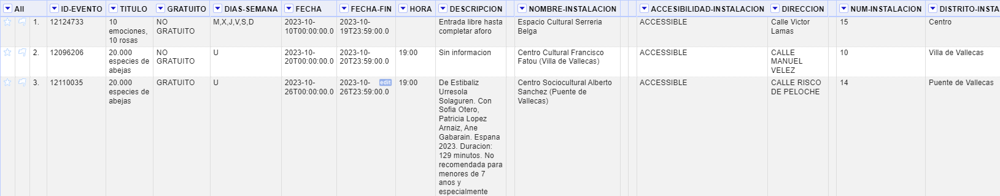 All ID-EVENTO TITULO GRATUITO DIAS-SEMANA FECHA FECHA-FIN HORA DESCRIPCION NOMBRE-INSTALACION ACCESIBILIDAD-INSTALACION DIRECCION NUM-INSTALACION DISTRITO-INSTA
1. 12124733 10 NO M,X,J,V,S,D 2023-10- 2023-10- Entrada libre hasta Espacio Cultural Serreria ACCESSIBLE Calle Victor 15 Centro
emociones, GRATUITO 10T00:00:00.0 19T23:59:00.0 completar aforo Belga Lamas
10 rosas
2. 12096206 20.000 NO U 2023-10- 2023-10- 19:00 Sin informacion Centro Cultural Francisco ACCESSIBLE CALLE 10 Villa de Vallecas
especies de GRATUITO 20T00:00:00.0 20T23:59:00.0 Fatou (Villa de Vallecas) MANUEL
abejas VELEZ
3. 12110035 20.000 GRATUITO U 2023-10- 2023-10- edit 19:00 De Estibaliz Centro Sociocultural Alberto ACCESSIBLE CALLE RISCO 14 Puente de Vallecas
especies de 26T00:00:00.0 26T23:59:00.0 Urresola Sanchez (Puente de DE PELOCHE
abejas Solaguren. Con Vallecas)
Sofia Otero,
Patricia Lopez
Arnaiz, Ane
Gabarain. Espana
2023. Duracion:
129 minutos. No
recomendada para
menores de 7
anos y
especialmente